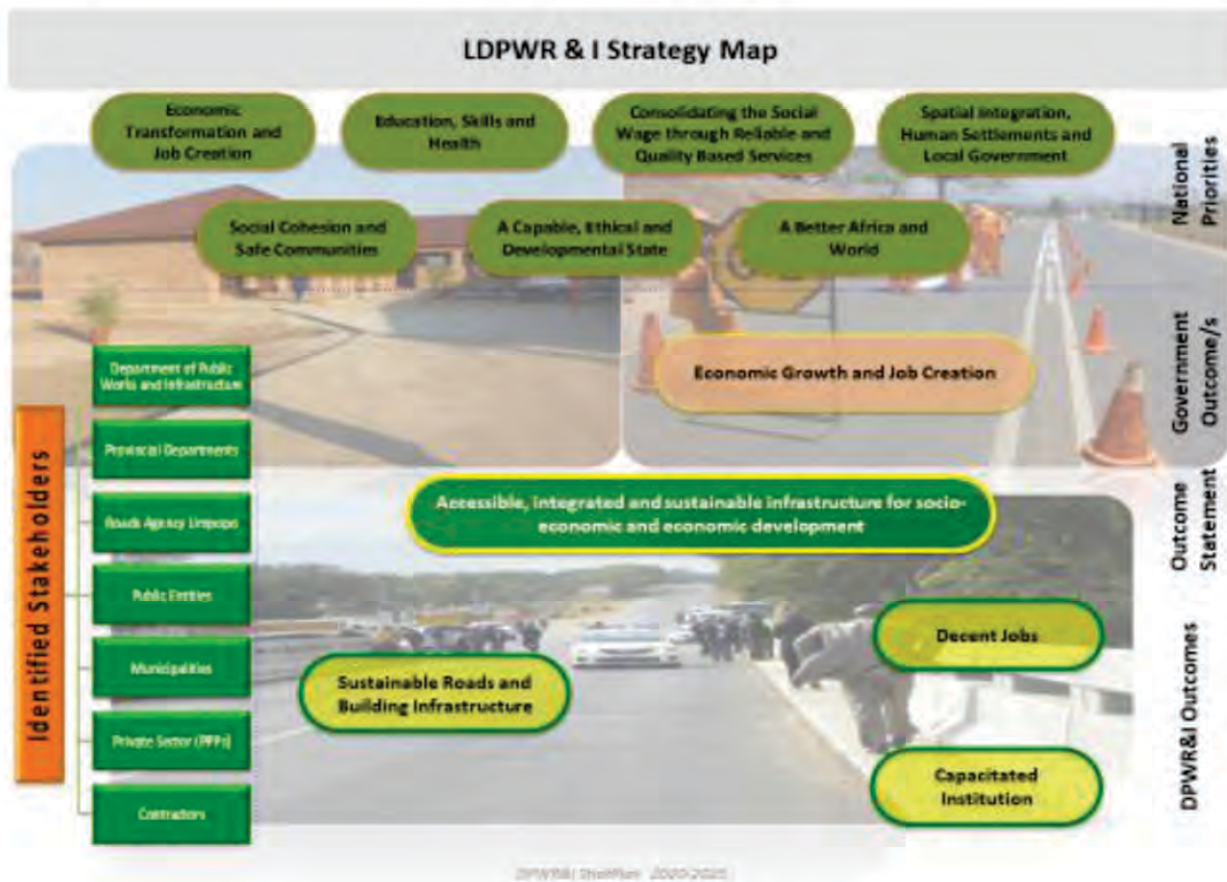 LDPWR & I Strategy Map
Economic
Transformation and
Job Creation
Education, Skills and
Health
Consolidating the Social
Wage through Reliable and
Quality Based Services
Spatial Integration,
Human Settlements and
Local Government
Social Cohesion and
Safe Communities
A Capable, Ethical and
Developmental State
A Better Africa and
World
National
Priorities
Economic Growth and Job Creation
Government
Outcome/s
Accessible, integrated and sustainable infrastructure for socio-
economic and economic development
Outcome
Statement
Sustainable Roads and
Building Infrastructure
Decent Jobs
Capacitated
Institution
DPWR&I Outcomes
Identified Stakeholders
Department of Public
Works and Infrastructure
Provincial Departments
Roads Agency Limpopo
Public Entities
Municipalities
Private Sector (PPPs)
Contractors
DPWR&I StratPlan 2020-2025